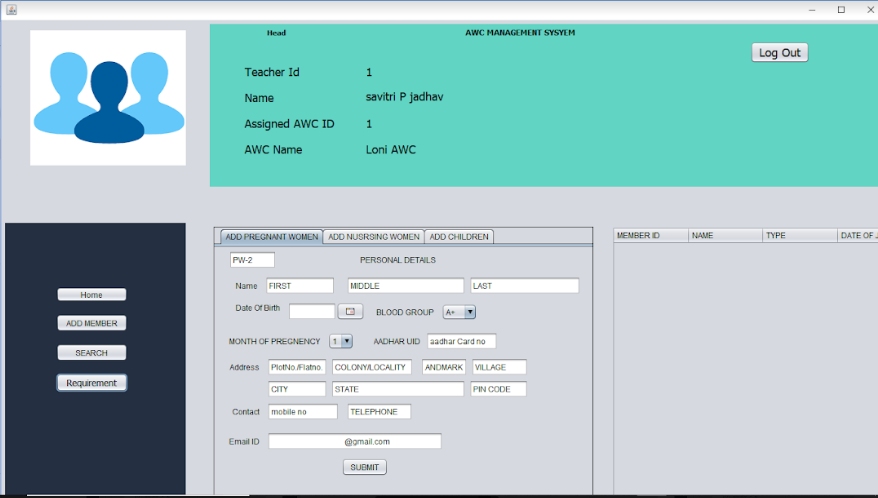 Head AWC MANAGEMENT SYSYEM
Log Out
Teacher Id 1
Name savitri P jadhav
Assigned AWC ID 1
AWC Name Loni AWC
Home
ADD MEMBER
SEARCH
Requirement
ADD PREGNANT WOMEN ADD NUSRSING WOMEN ADD CHILDREN
PW-2 PERSONAL DETAILS
Name FIRST MIDDLE LAST
Date Of Birth BLOOD GROUP A+
MONTH OF PREGNENCY 1 AADHAR UID aadhar Card no
Address PlotNo./Flatno. COLONY/LOCALITY ANDMARK VILLAGE
CITY STATE PIN CODE
Contact mobile no TELEPHONE
Email ID @gmail.com
SUBMIT
MEMBER ID NAME TYPE DATE OF ..